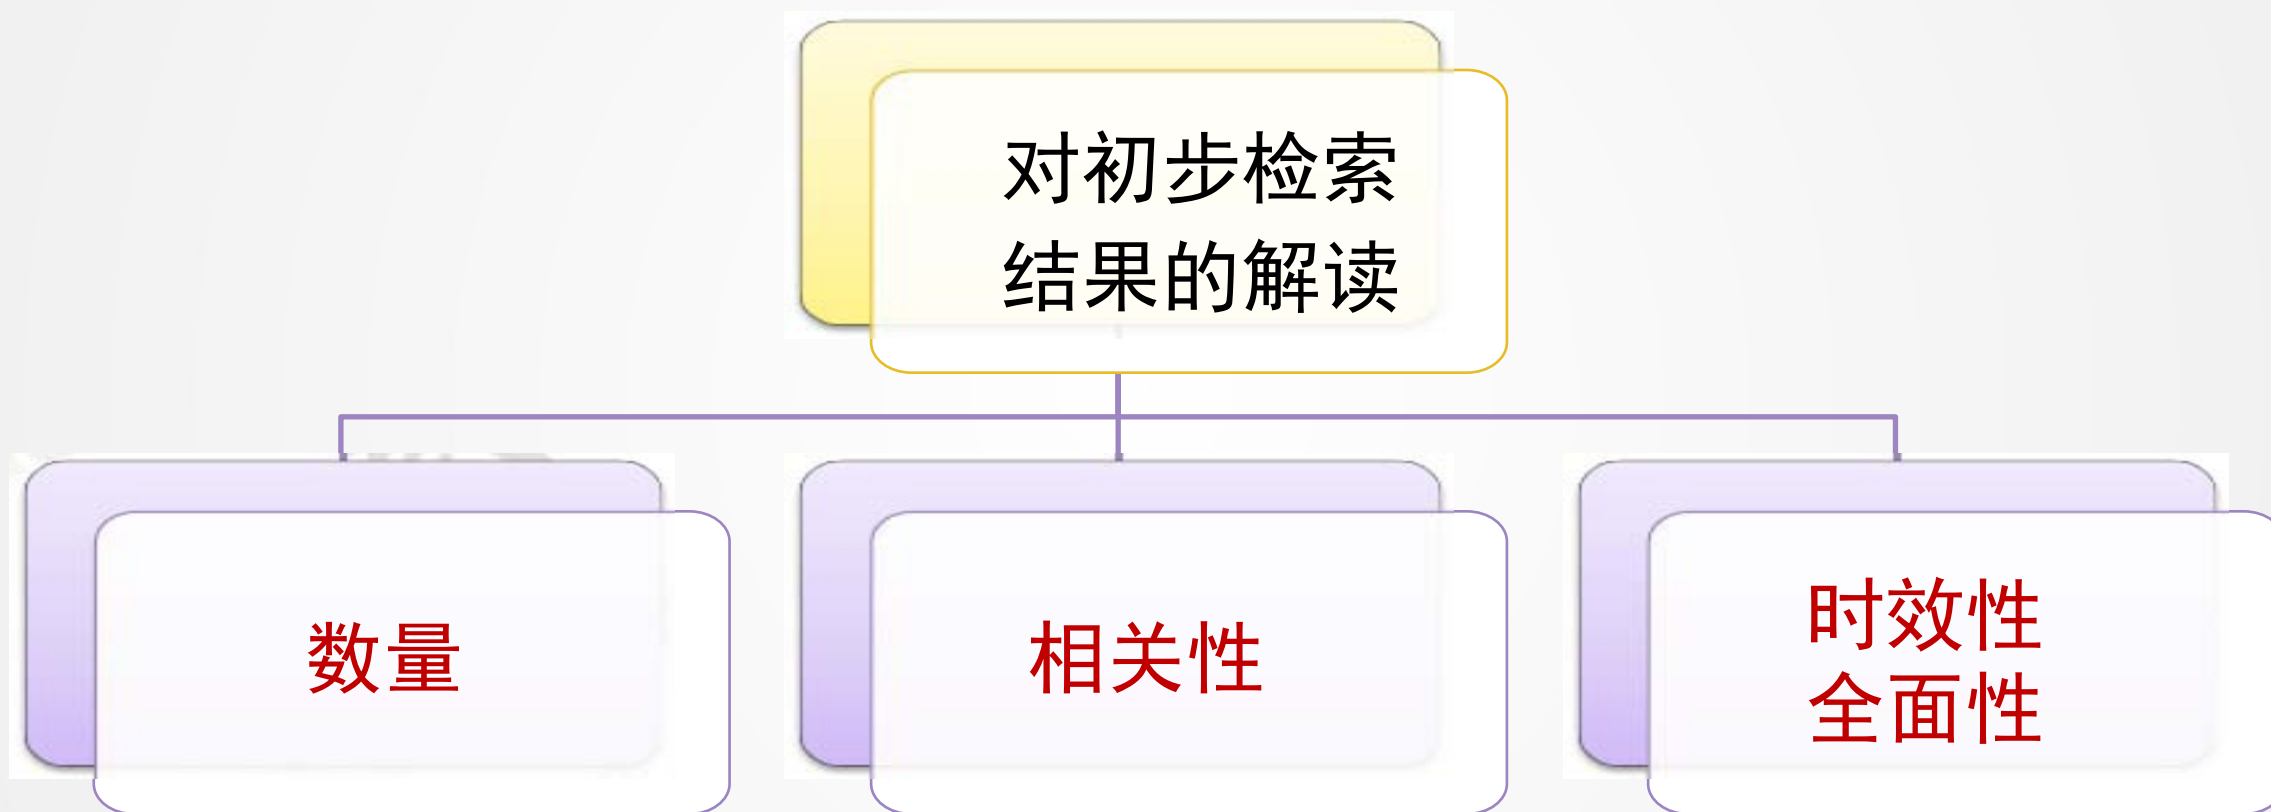 对初步检索
结果的解读
数量
相关性
时效性
全面性